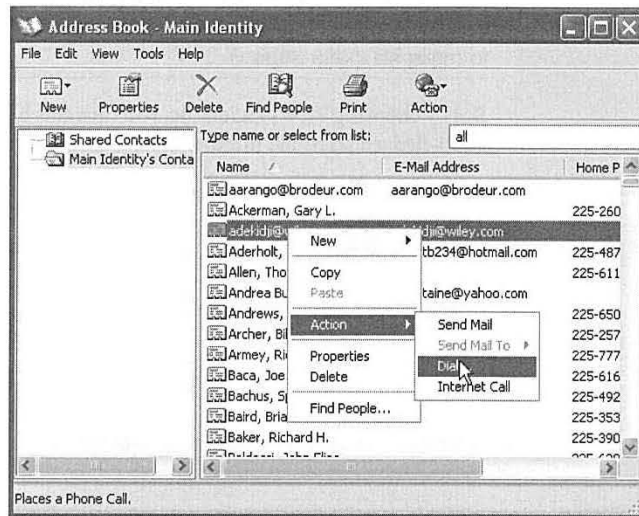 Address Book - Main Identity
File Edit View Tools Help
New Properties Delete Find People Print Action
Shared Contacts
Main Identity's Conta
Type name or select from list: all
Name E-Mail Address Home P
aarango@brodeur.com aarango@brodeur.com
Ackerman, Gary L. 225-260
adekidji@wiley.com
Aderholt, tb234@hotmail.com 225-487
Allen, Tho 225-611
Andrea Bu taine@yahoo.com
Andrews, 225-650
Archer, Bil 225-257
Armey, Ri 225-777
Baca, Joe 225-616
Bachus, Sp 225-492
Baird, Bria 225-353
Baker, Richard H. 225-390
New
Copy
Paste
Action
Properties
Delete
Find People...
Send Mail
Send Mail To
Dial
Internet Call
Places a Phone Call.